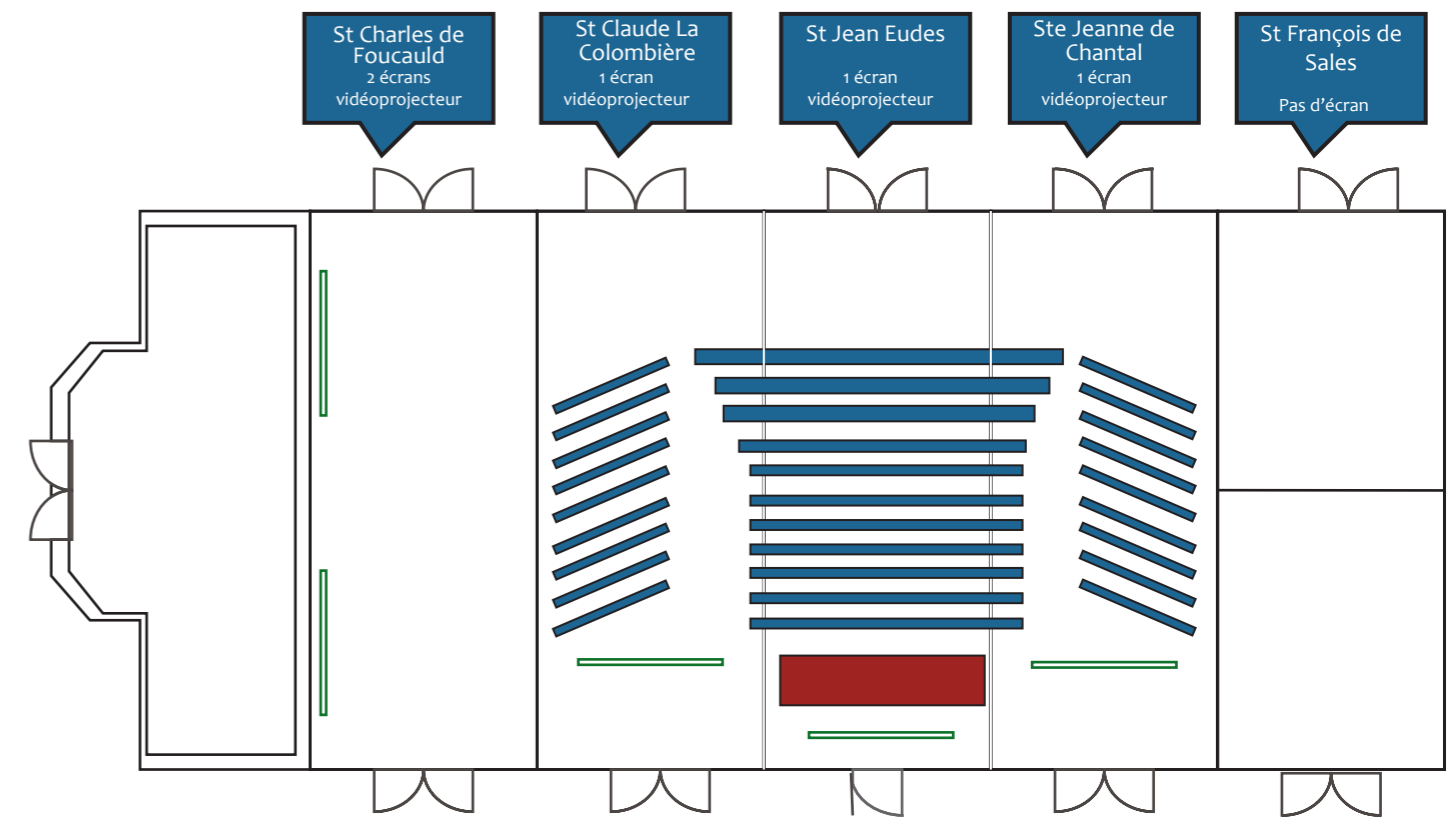 St Charles de
Foucauld
2 écrans
vidéoprojecteur
St Claude La
Colombière
1 écran
vidéoprojecteur
St Jean Eudes
1 écran
vidéoprojecteur
Ste Jeanne de
Chantal
1 écran
vidéoprojecteur
St François de
Sales
Pas d'écran